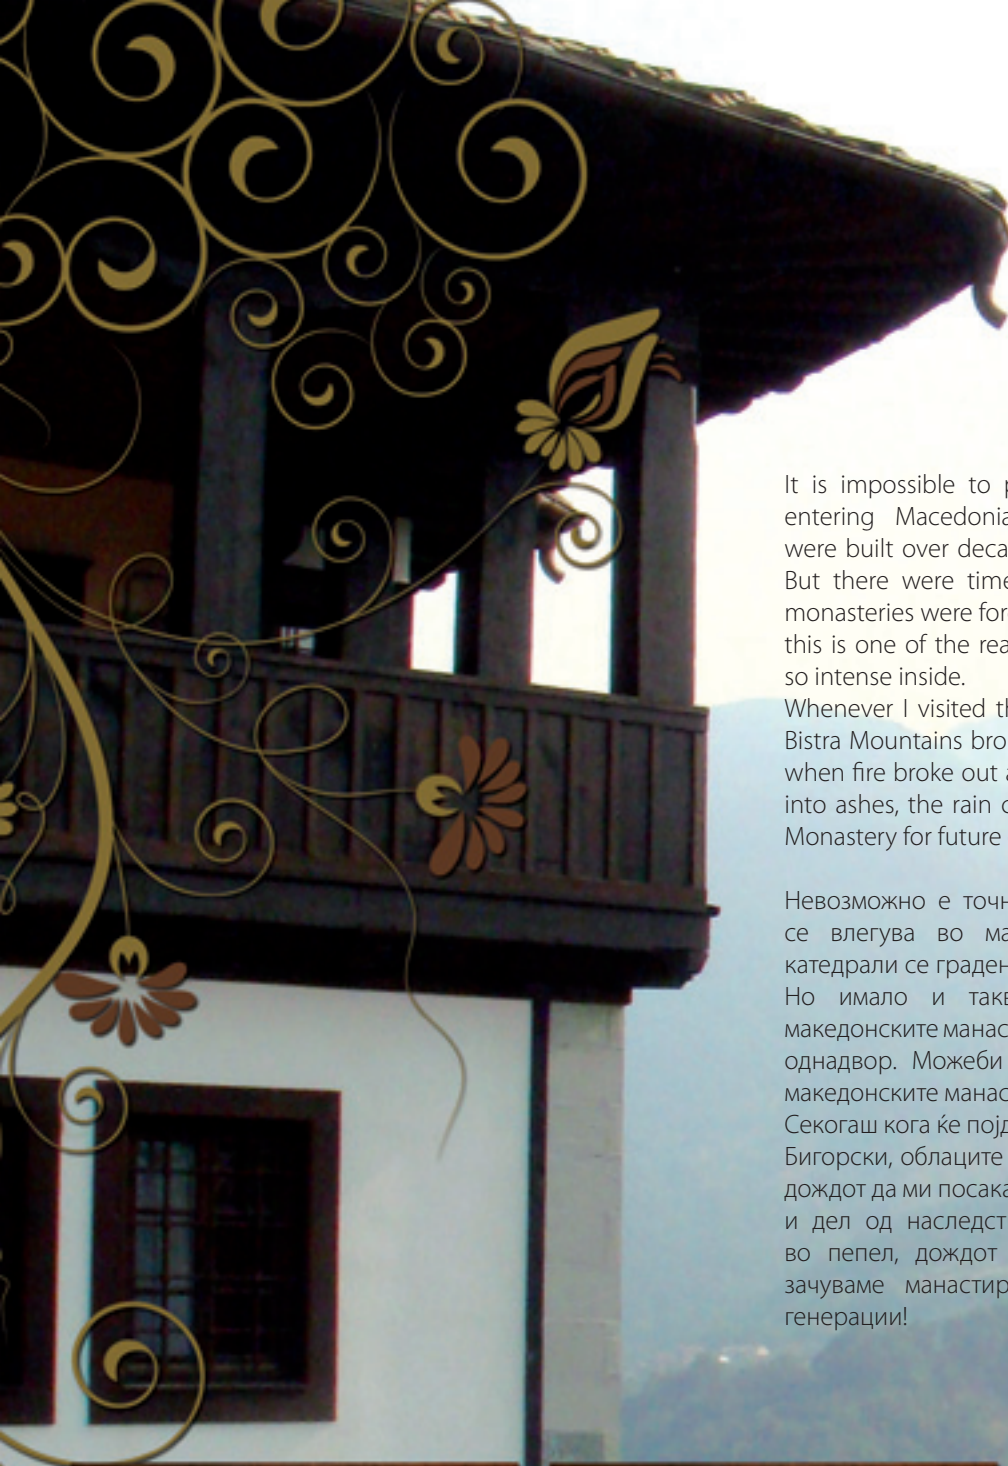 It is impossible to
entering Macedonia
were built over deca
But there were time
monasteries were for
this is one of the rea
so intense inside.
Whenever I visited th
Bistra Mountains bro
when fire broke out a
into ashes, the rain
Monastery for future

Невозможно е точн
се влегува во ма
катедрали се граден
Но имало и такв
македонските манас
однадвор. Можеби
македонските манас
Секогаш кога ќе појд
Бигорски, облаците
дождот да ми посака
и дел од наследст
во пепел, дождот
зачуваме манастир
генерации!